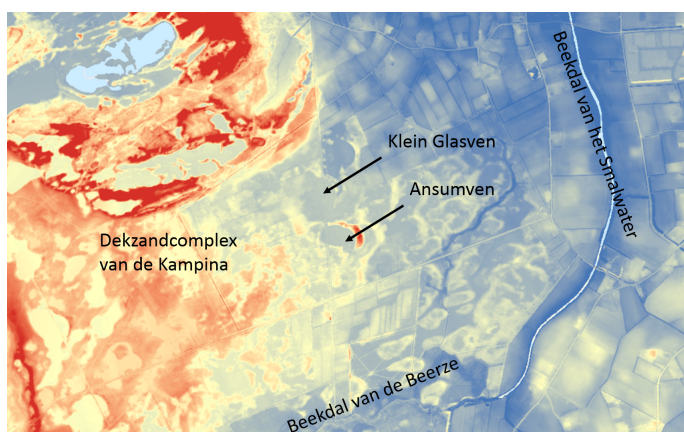 Klein Glasven
Ansumven
Beekdal van het Smalwater
Dekzandcomplex
van de Kampina
Beekdal van de Beerze